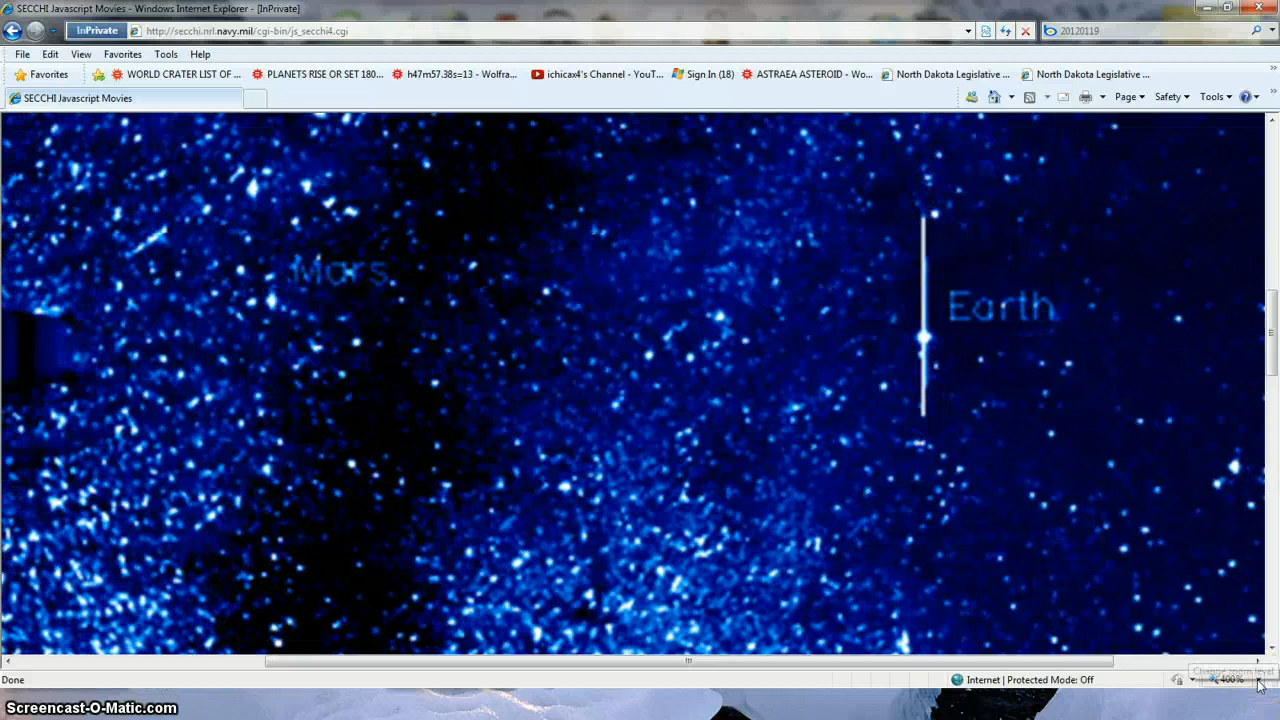 SECCHI Javascript Movies - Windows Internet Explorer - [InPrivate]
InPrivate http://secchi.nrl.navy.mil/cgi-bin/js_secchi4.cgi 20120119
File Edit View Favorites Tools Help
Favorites WORLD CRATER LIST OF ... PLANETS RISE OR SET 180... h47m57.38s=13 - Wolfra... ichicax4's Channel - YouT... Sign In (18) ASTRAEA ASTEROID - Wo... North Dakota Legislative ... North Dakota Legislative ...
SECCHI Javascript Movies Page Safety Tools
Mars
Earth
Change zoom level
Done Internet | Protected Mode: Off 400%
Screencast-O-Matic.com